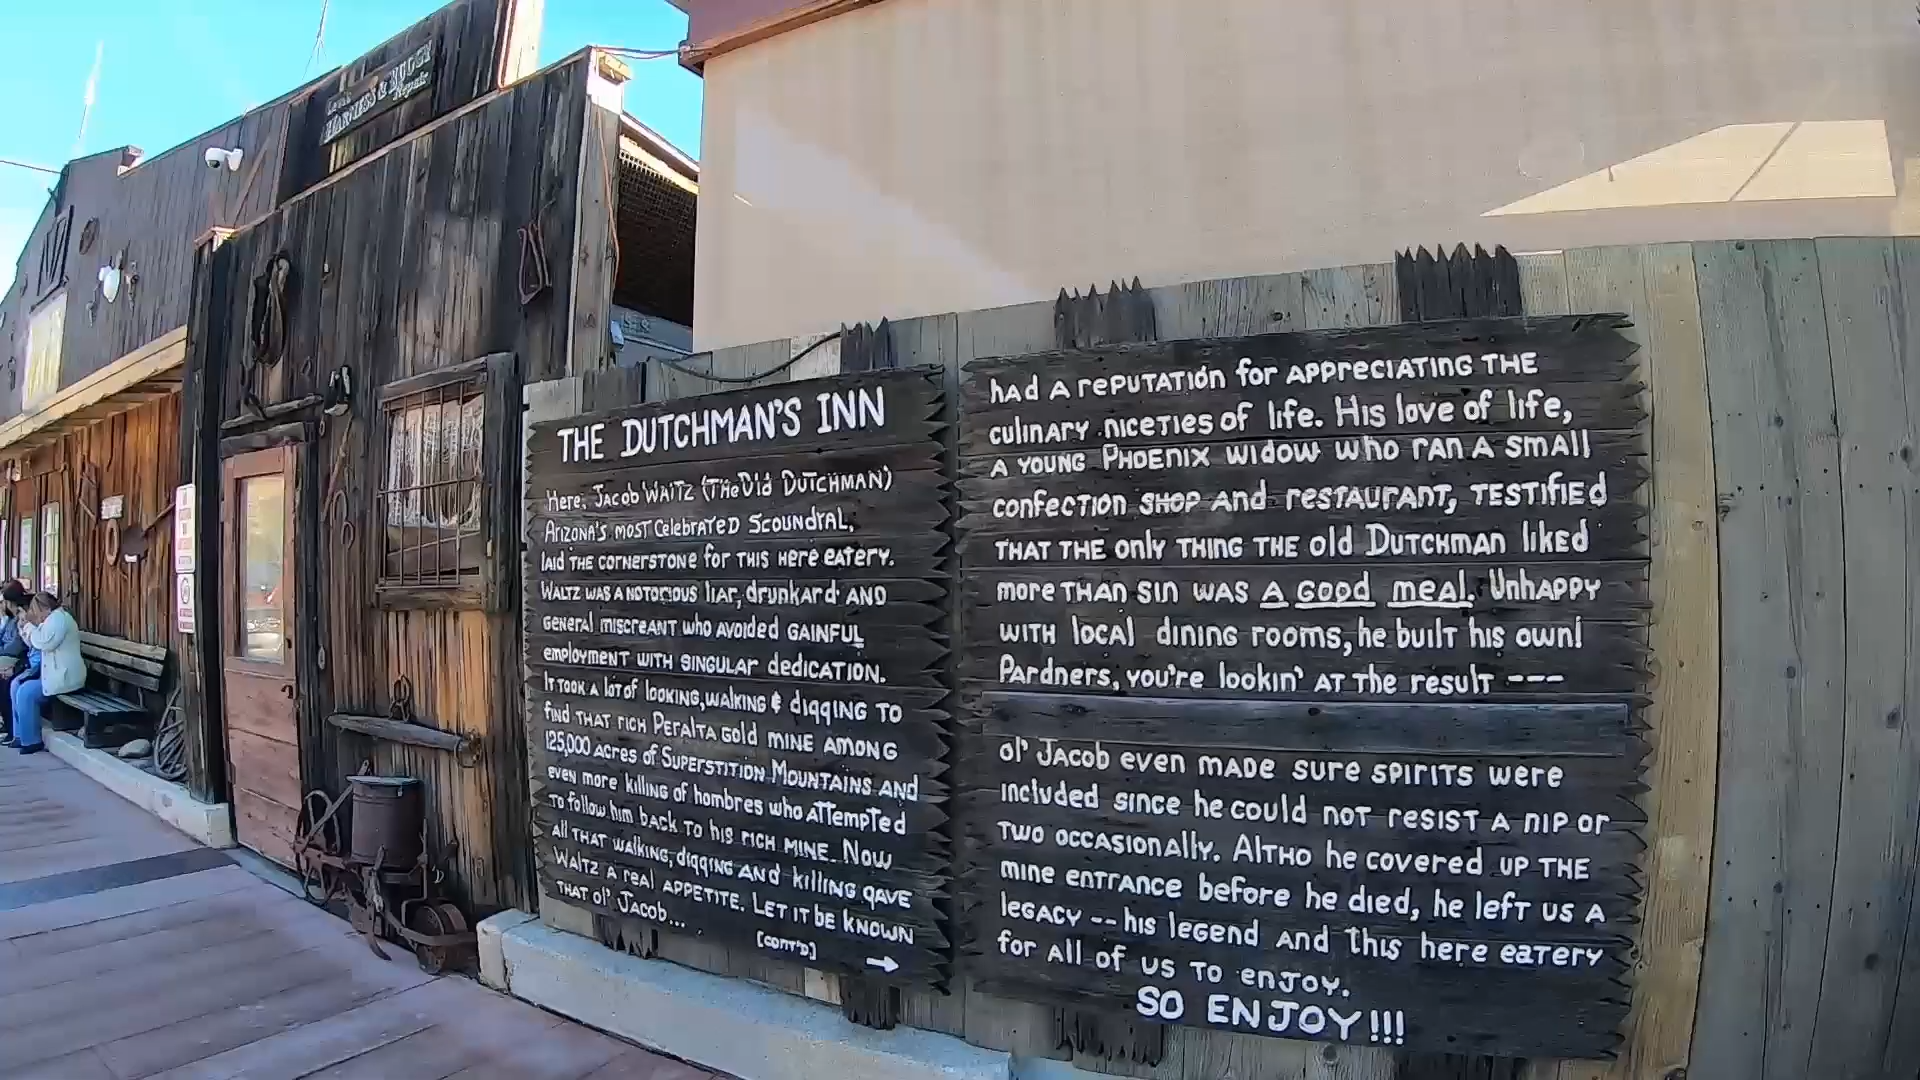 HARNESS & BUGGY
Repair
THE DUTCHMAN'S INN
Here, Jacob Waltz (The Old Dutchman)
Arizona's most celebrated scoundral,
laid the cornerstone for this here eatery.
Waltz was a notorious liar, drunkard and
general miscreant who avoided gainful
employment with singular dedication.
It took a lot of looking, walking & digging to
find that rich Peralta gold mine among
125,000 acres of Superstition Mountains and
even more killing of hombres who attempted
to follow him back to his rich mine. Now
all that walking, digging and killing gave
Waltz a real appetite. Let it be known
that ol' Jacob...
[cont'd]
had a reputation for appreciating the
culinary niceties of life. His love of life,
a young Phoenix widow who ran a small
confection shop and restaurant, testified
that the only thing the old Dutchman liked
more than sin was a good meal. Unhappy
with local dining rooms, he built his own!
Pardners, you're lookin' at the result ---
ol' Jacob even made sure spirits were
included since he could not resist a nip or
two occasionally. Altho he covered up the
mine entrance before he died, he left us a
legacy -- his legend and this here eatery
for all of us to enjoy.
SO ENJOY!!!